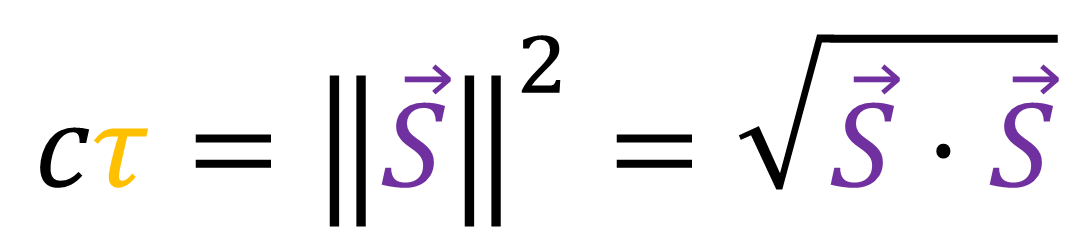 cτ = ‖S⃗‖² = √(S⃗ · S⃗)